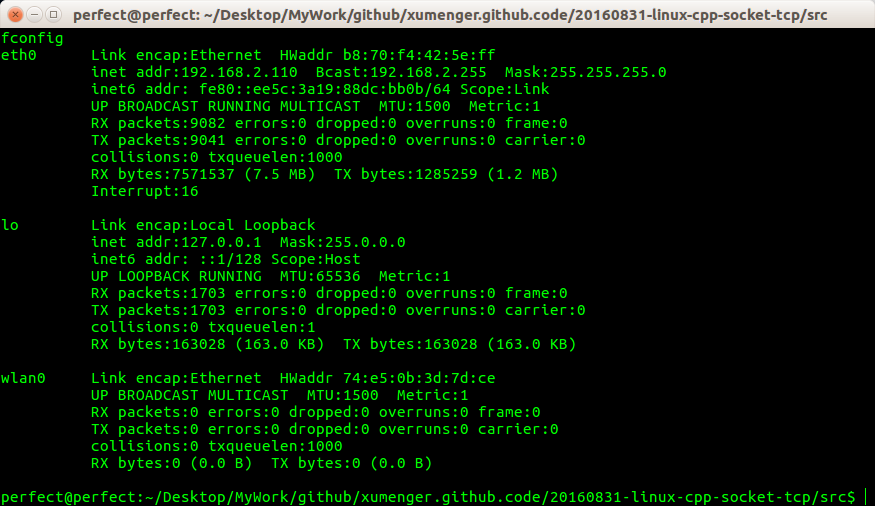 perfect@perfect: ~/Desktop/MyWork/github/xumenger.github.code/20160831-linux-cpp-socket-tcp/src
fconfig
eth0      Link encap:Ethernet  HWaddr b8:70:f4:42:5e:ff
          inet addr:192.168.2.110  Bcast:192.168.2.255  Mask:255.255.255.0
          inet6 addr: fe80::ee5c:3a19:88dc:bb0b/64 Scope:Link
          UP BROADCAST RUNNING MULTICAST  MTU:1500  Metric:1
          RX packets:9082 errors:0 dropped:0 overruns:0 frame:0
          TX packets:9041 errors:0 dropped:0 overruns:0 carrier:0
          collisions:0 txqueuelen:1000
          RX bytes:7571537 (7.5 MB)  TX bytes:1285259 (1.2 MB)
          Interrupt:16

lo        Link encap:Local Loopback
          inet addr:127.0.0.1  Mask:255.0.0.0
          inet6 addr: ::1/128 Scope:Host
          UP LOOPBACK RUNNING  MTU:65536  Metric:1
          RX packets:1703 errors:0 dropped:0 overruns:0 frame:0
          TX packets:1703 errors:0 dropped:0 overruns:0 carrier:0
          collisions:0 txqueuelen:1
          RX bytes:163028 (163.0 KB)  TX bytes:163028 (163.0 KB)

wlan0     Link encap:Ethernet  HWaddr 74:e5:0b:3d:7d:ce
          UP BROADCAST MULTICAST  MTU:1500  Metric:1
          RX packets:0 errors:0 dropped:0 overruns:0 frame:0
          TX packets:0 errors:0 dropped:0 overruns:0 carrier:0
          collisions:0 txqueuelen:1000
          RX bytes:0 (0.0 B)  TX bytes:0 (0.0 B)

perfect@perfect:~/Desktop/MyWork/github/xumenger.github.code/20160831-linux-cpp-socket-tcp/src$